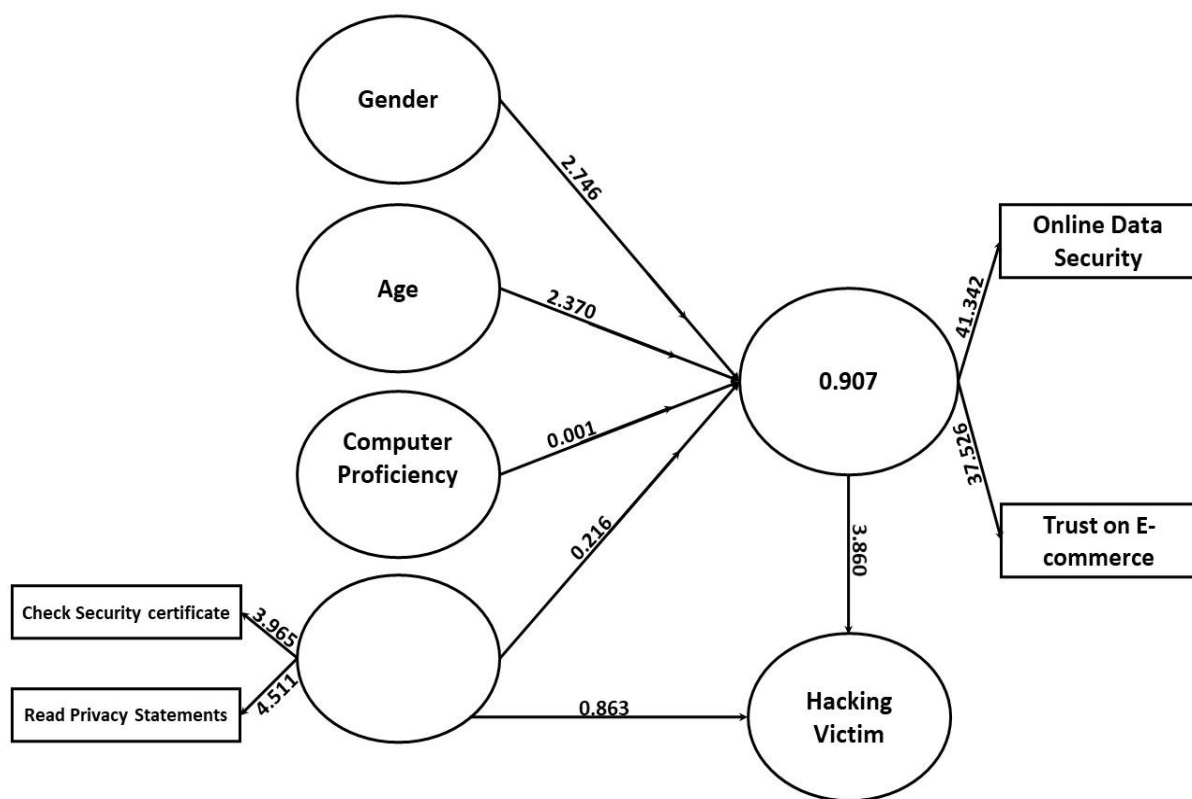 Gender
2.746
Age
2.370
Computer
Proficiency
0.001
0.216
0.907
41.342
37.526
Online Data
Security
Trust on E-
commerce
3.860
Check Security certificate
3.965
Read Privacy Statements
4.511
0.863
Hacking
Victim